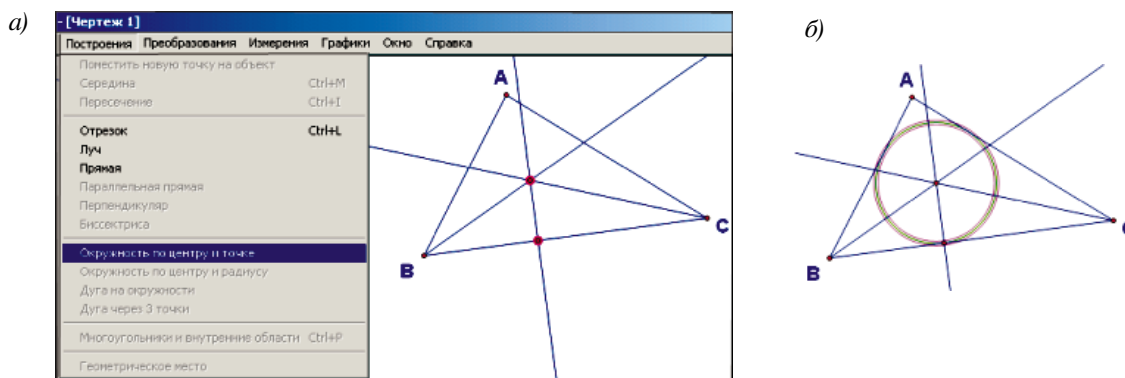 а)
- [Чертеж 1]
Построения Преобразования Измерения Графики Окно Справка
Поместить новую точку на объект
Середина Ctrl+M
Пересечение Ctrl+I
Отрезок Ctrl+L
Луч
Прямая
Параллельная прямая
Перпендикуляр
Биссектриса
Окружность по центру и точке
Окружность по центру и радиусу
Дуга на окружности
Дуга через 3 точки
Многоугольники и внутренние области Ctrl+P
Геометрическое место
A
B
C
б)
A
B
C